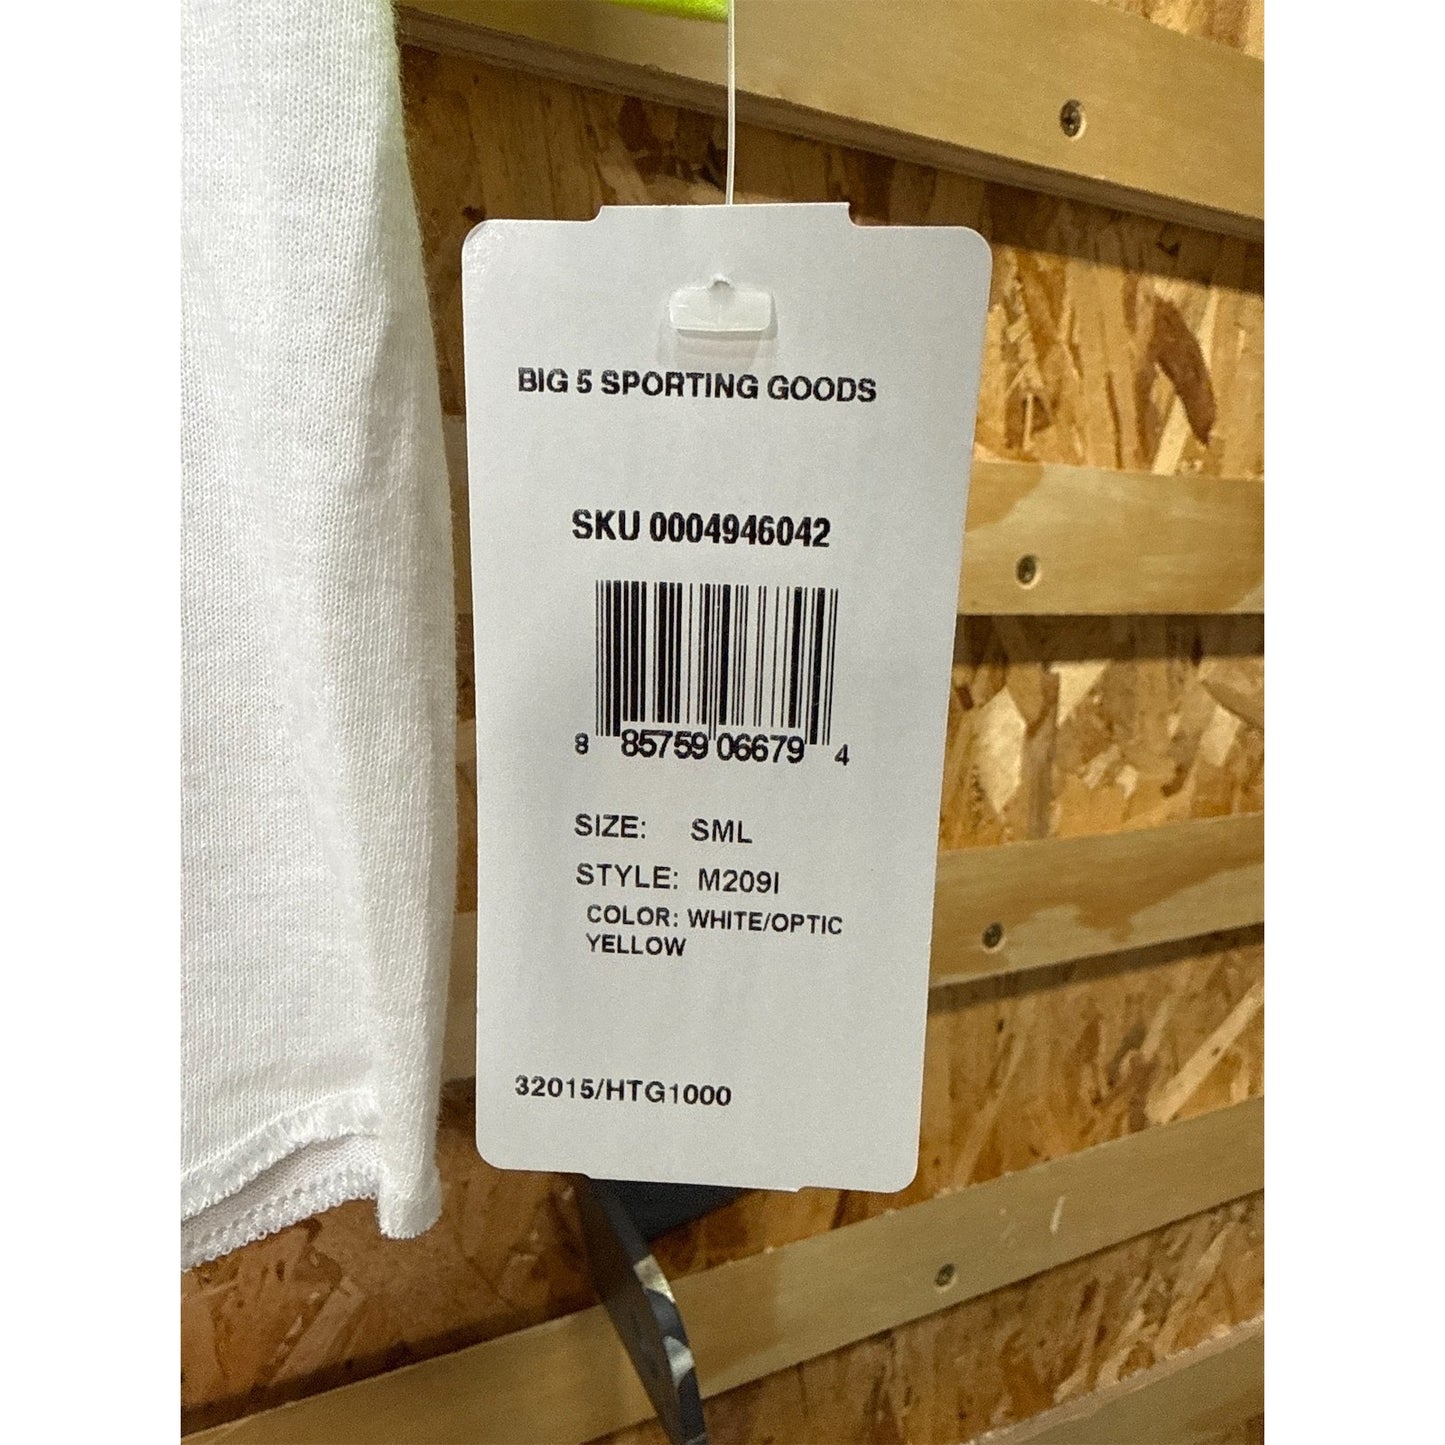 BIG 5 SPORTING GOODS
SKU 0004946042
8 85759 06679 4
SIZE: SML
STYLE: M209I
COLOR: WHITE/OPTIC
YELLOW
32015/HTG1000